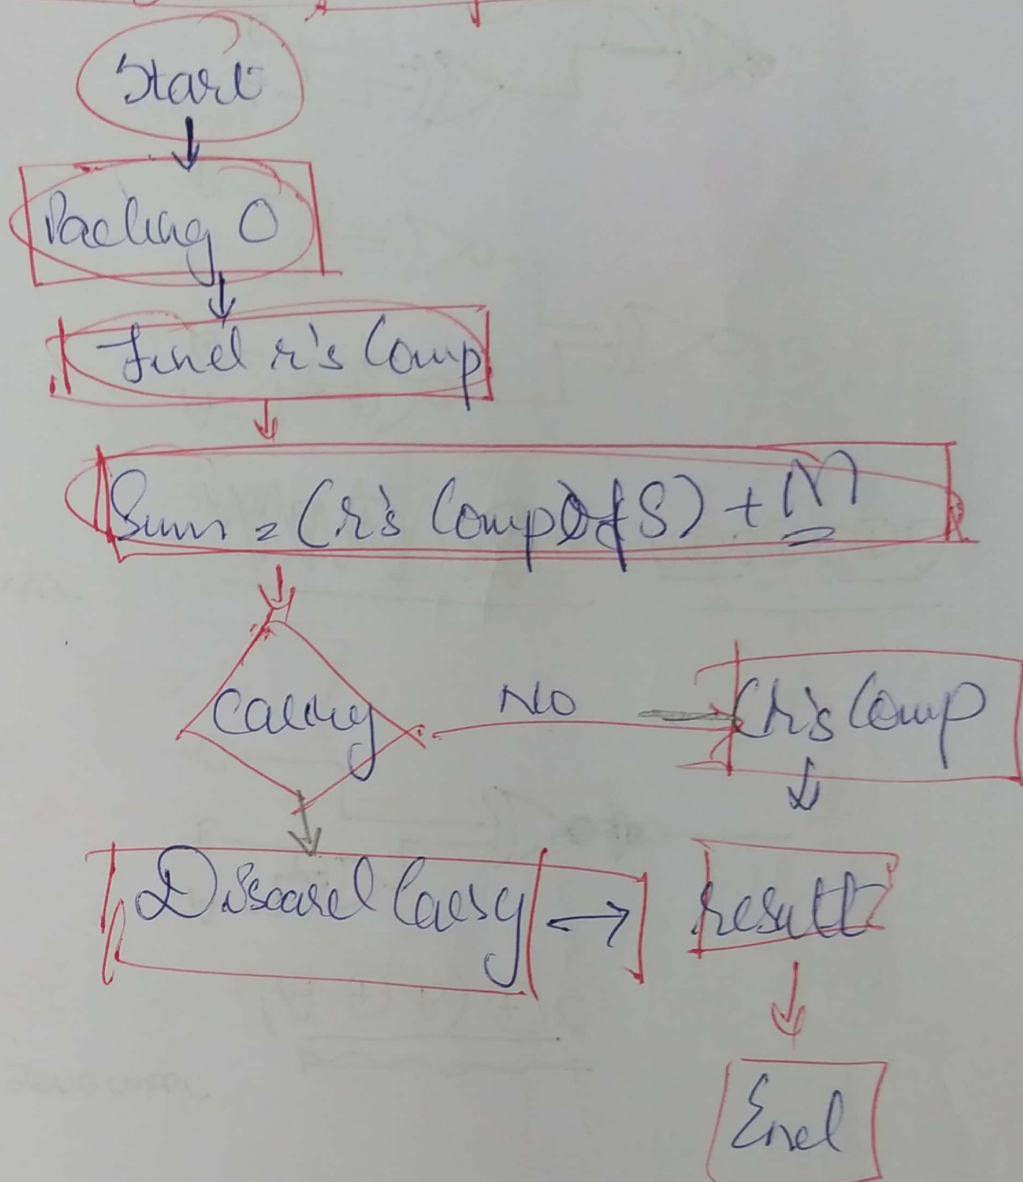 Start
Padding 0
Find r's Comp
Sum = (r's Comp of S) + M
Carry
No
r's Comp
Discard Carry
result
End